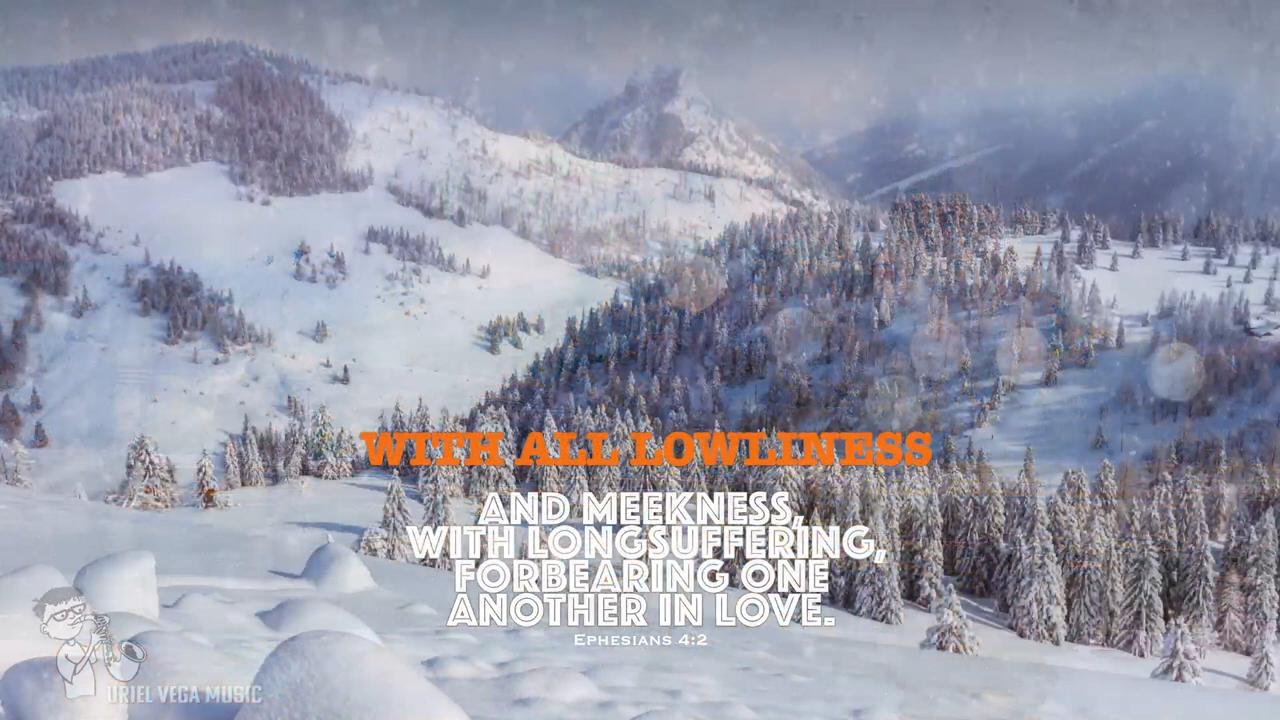 WITH ALL LOWLINESS
AND MEEKNESS,
WITH LONGSUFFERING,
FORBEARING ONE
ANOTHER IN LOVE.
EPHESIANS 4:2
URIEL VEGA MUSIC